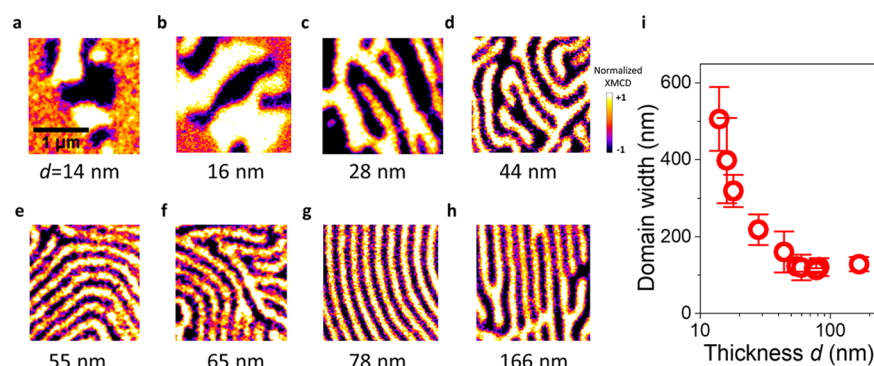 a b c d i
Normalized
XMCD
+1
-1
1 µm
d=14 nm 16 nm 28 nm 44 nm
e f g h
55 nm 65 nm 78 nm 166 nm
Domain width (nm)
600
400
200
0
10 100
Thickness d (nm)